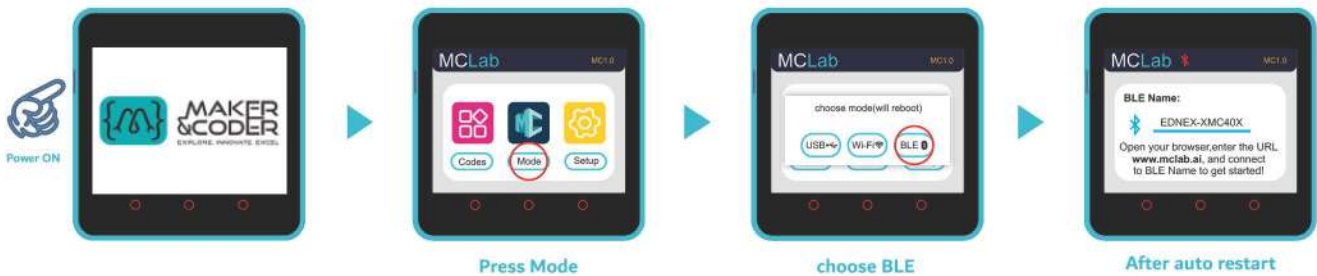 Power ON
{m}
MAKER
&CODER
EXPLORE. INNOVATE. EXCEL
MCLab
MC1.0
MC
Codes
Mode
Setup
Press Mode
MCLab
MC1.0
choose mode(will reboot)
USB
Wi-Fi
BLE
choose BLE
MCLab
MC1.0
BLE Name:
EDNEX-XMC40X
Open your browser,enter the URL
www.mclab.ai, and connect
to BLE Name to get started!
After auto restart